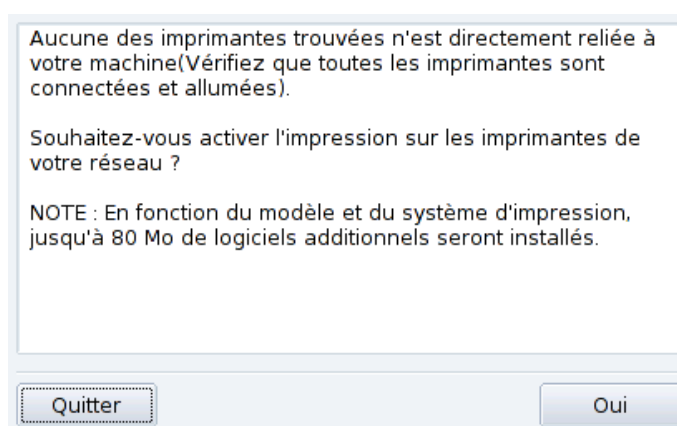 Aucune des imprimantes trouvées n'est directement reliée à
votre machine(Vérifiez que toutes les imprimantes sont
connectées et allumées).
Souhaitez-vous activer l'impression sur les imprimantes de
votre réseau ?
NOTE : En fonction du modèle et du système d'impression,
jusqu'à 80 Mo de logiciels additionnels seront installés.
Quitter
Oui